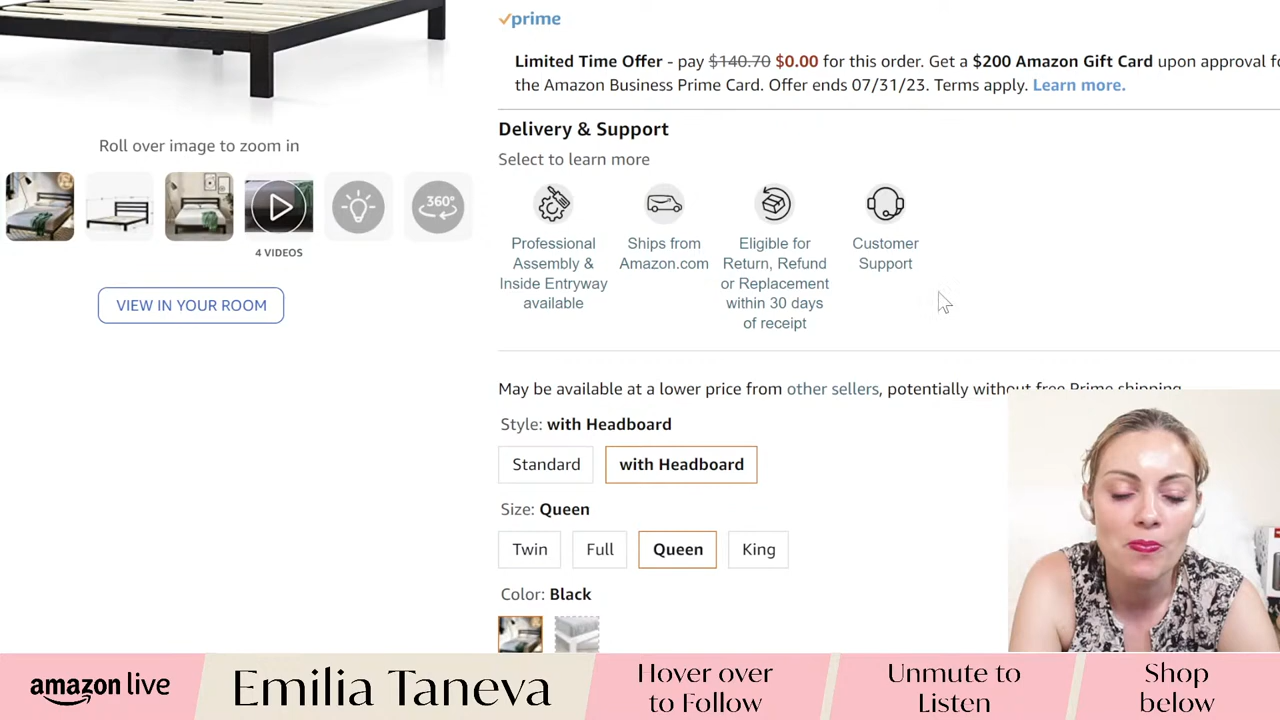 prime
Limited Time Offer - pay $140.70 $0.00 for this order. Get a $200 Amazon Gift Card upon approval
the Amazon Business Prime Card. Offer ends 07/31/23. Terms apply. Learn more.
Delivery & Support
Select to learn more
Professional
Assembly &
Inside Entryway
available
Ships from
Amazon.com
Eligible for
Return, Refund
or Replacement
within 30 days
of receipt
Customer
Support
Roll over image to zoom in
360°
4 VIDEOS
VIEW IN YOUR ROOM
May be available at a lower price from other sellers, potentially without free Prime shipping.
Style: with Headboard
Standard
with Headboard
Size: Queen
Twin
Full
Queen
King
Color: Black
amazon live
Emilia Taneva
Hover over
to Follow
Unmute to
Listen
Shop
below